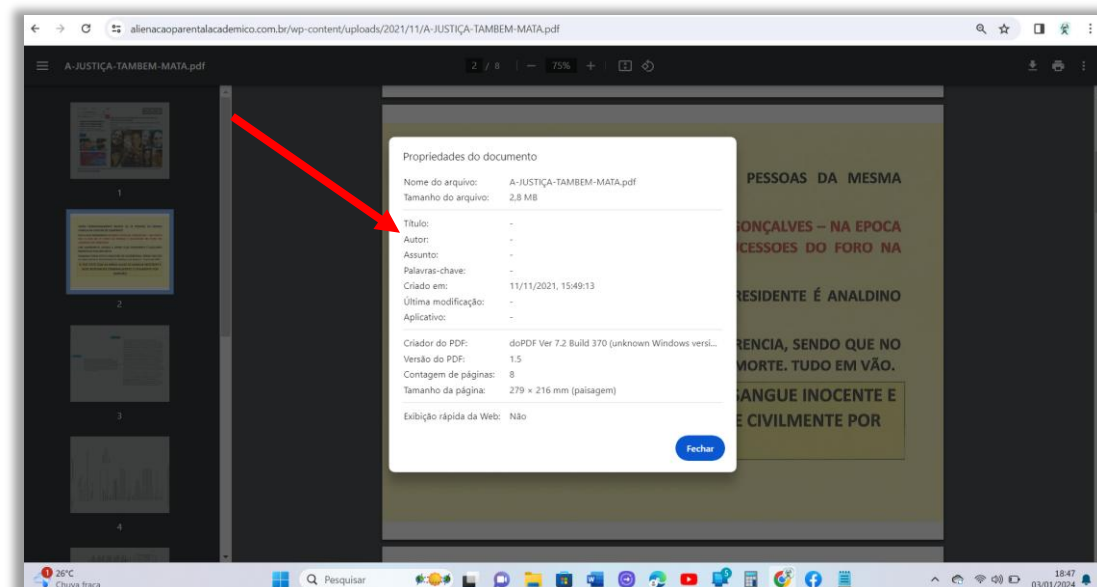 alienacaoparentalacademico.com.br/wp-content/uploads/2021/11/A-JUSTIÇA-TAMBEM-MATA.pdf
A-JUSTIÇA-TAMBEM-MATA.pdf
2 / 8
75%
1
2
3
4
Propriedades do documento
Nome do arquivo: A-JUSTIÇA-TAMBEM-MATA.pdf
Tamanho do arquivo: 2,8 MB
Título: -
Autor: -
Assunto: -
Palavras-chave: -
Criado em: 11/11/2021, 15:49:13
Última modificação: -
Aplicativo: -
Criador do PDF: doPDF Ver 7.2 Build 370 (unknown Windows versi...
Versão do PDF: 1.5
Contagem de páginas: 8
Tamanho da página: 279 × 216 mm (paisagem)
Exibição rápida da Web: Não
Fechar
PESSOAS DA MESMA
GONÇALVES – NA EPOCA
CESSOES DO FORO NA
RESIDENTE É ANALDINO
RENCIA, SENDO QUE NO
MORTE. TUDO EM VÃO.
SANGUE INOCENTE E
E CIVILMENTE POR
1
26°C
Chuva fraca
Pesquisar
18:47
03/01/2024